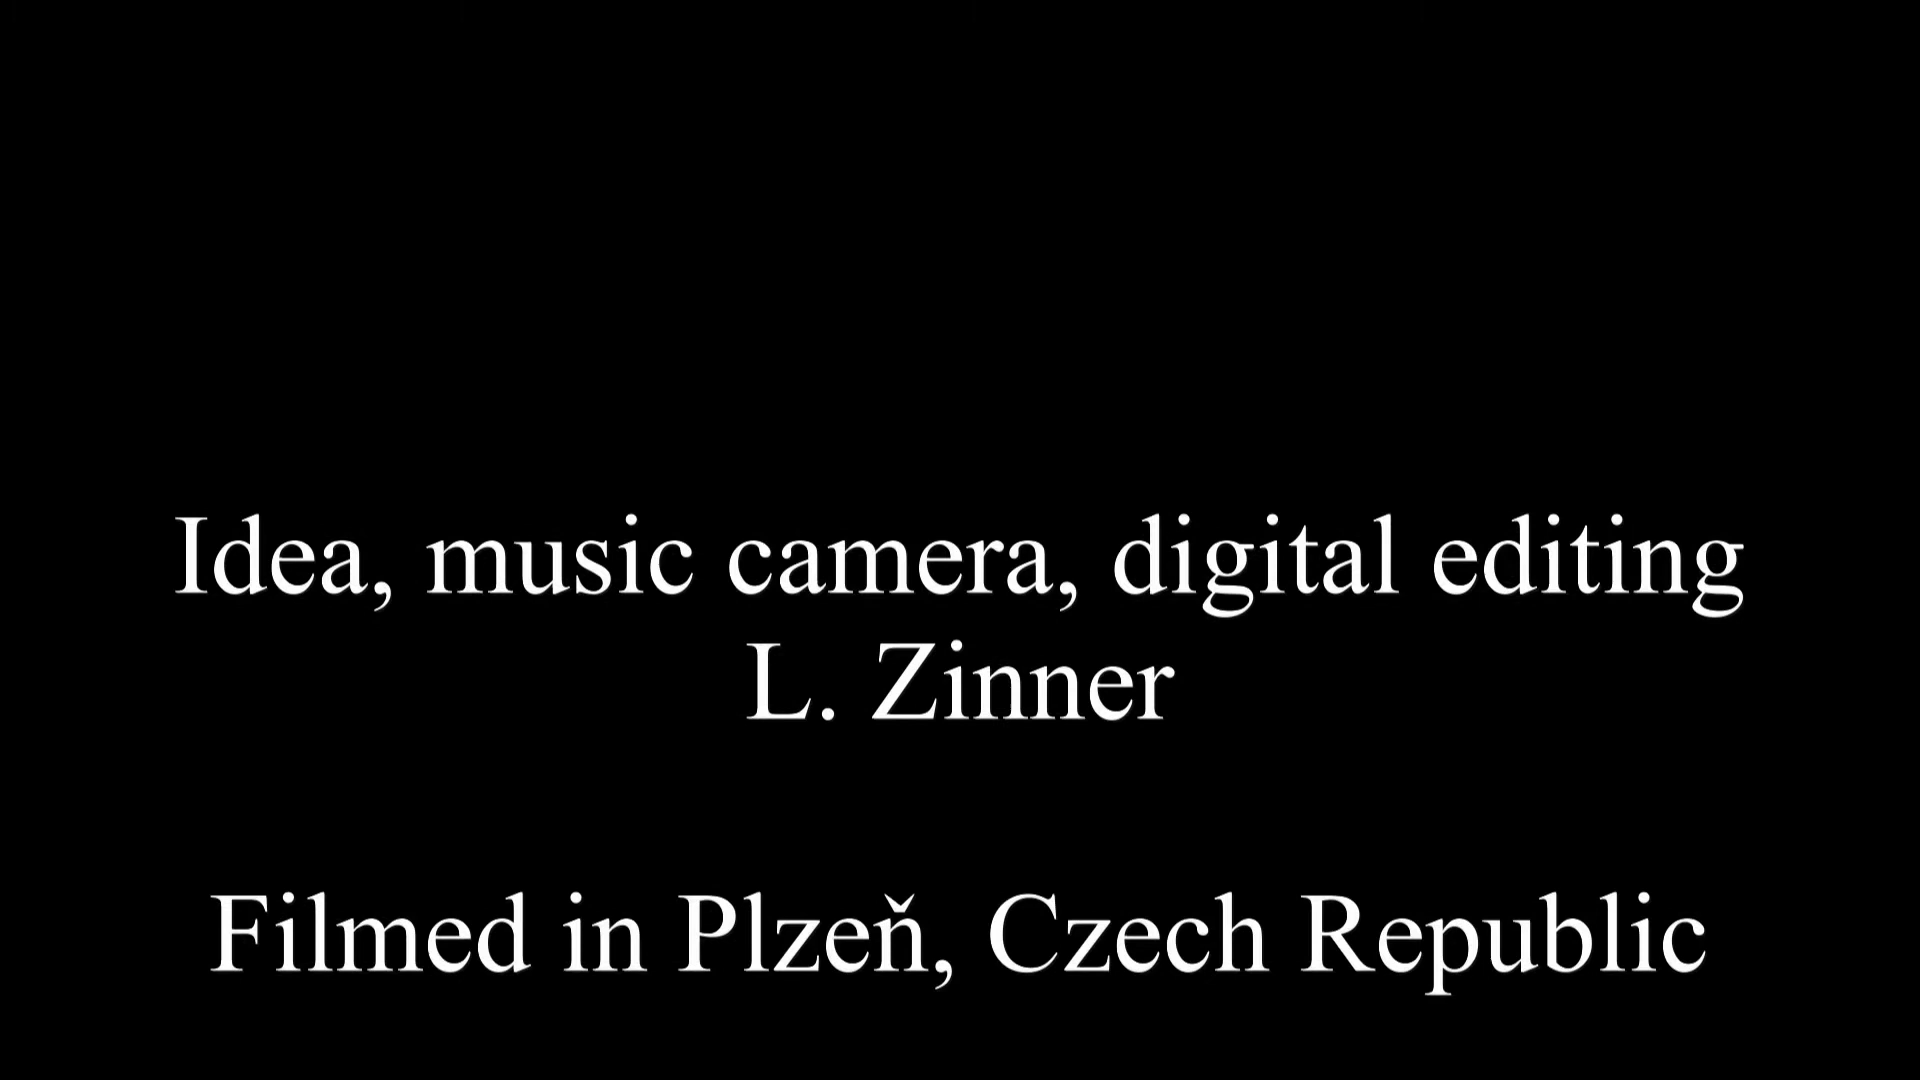 Idea, music camera, digital editing
L. Zinner
Filmed in Plzeň, Czech Republic